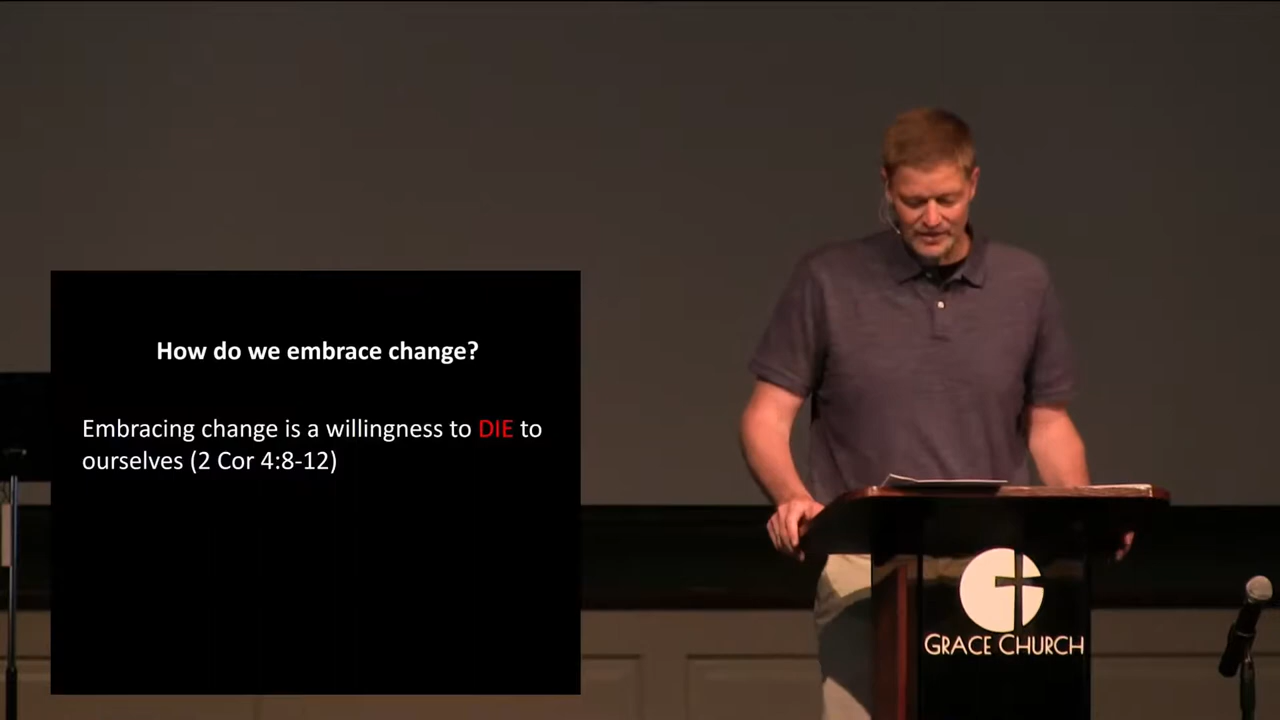 How do we embrace change?
Embracing change is a willingness to DIE to
ourselves (2 Cor 4:8-12)
GRACE CHURCH